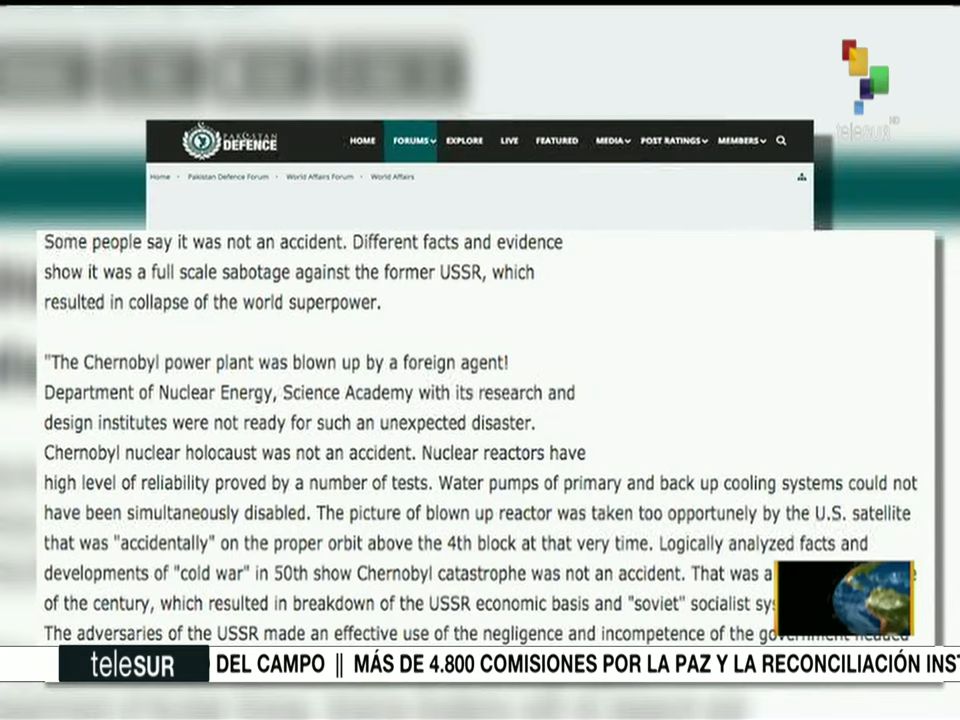 teleSUR HD
PAKISTAN
DEFENCE
HOME FORUMS EXPLORE LIVE FEATURED MEDIA POST RATINGS MEMBERS
Home Pakistan Defence Forum World Affairs Forum World Affairs
Some people say it was not an accident. Different facts and evidence
show it was a full scale sabotage against the former USSR, which
resulted in collapse of the world superpower.
"The Chernobyl power plant was blown up by a foreign agent!
Department of Nuclear Energy, Science Academy with its research and
design institutes were not ready for such an unexpected disaster.
Chernobyl nuclear holocaust was not an accident. Nuclear reactors have
high level of reliability proved by a number of tests. Water pumps of primary and back up cooling systems could not
have been simultaneously disabled. The picture of blown up reactor was taken too opportunely by the U.S. satellite
that was "accidentally" on the proper orbit above the 4th block at that very time. Logically analyzed facts and
developments of "cold war" in 50th show Chernobyl catastrophe was not an accident. That was a
of the century, which resulted in breakdown of the USSR economic basis and "soviet" socialist sy
The adversaries of the USSR made an effective use of the negligence and incompetence of the
teleSUR DEL CAMPO || MÁS DE 4.800 COMISIONES POR LA PAZ Y LA RECONCILIACIÓN INST